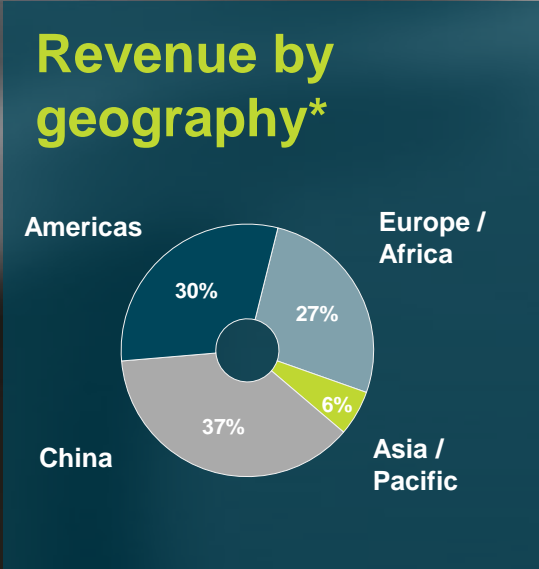 Revenue by
geography*
Americas
Europe /
Africa
30%
27%
6%
37%
China
Asia /
Pacific